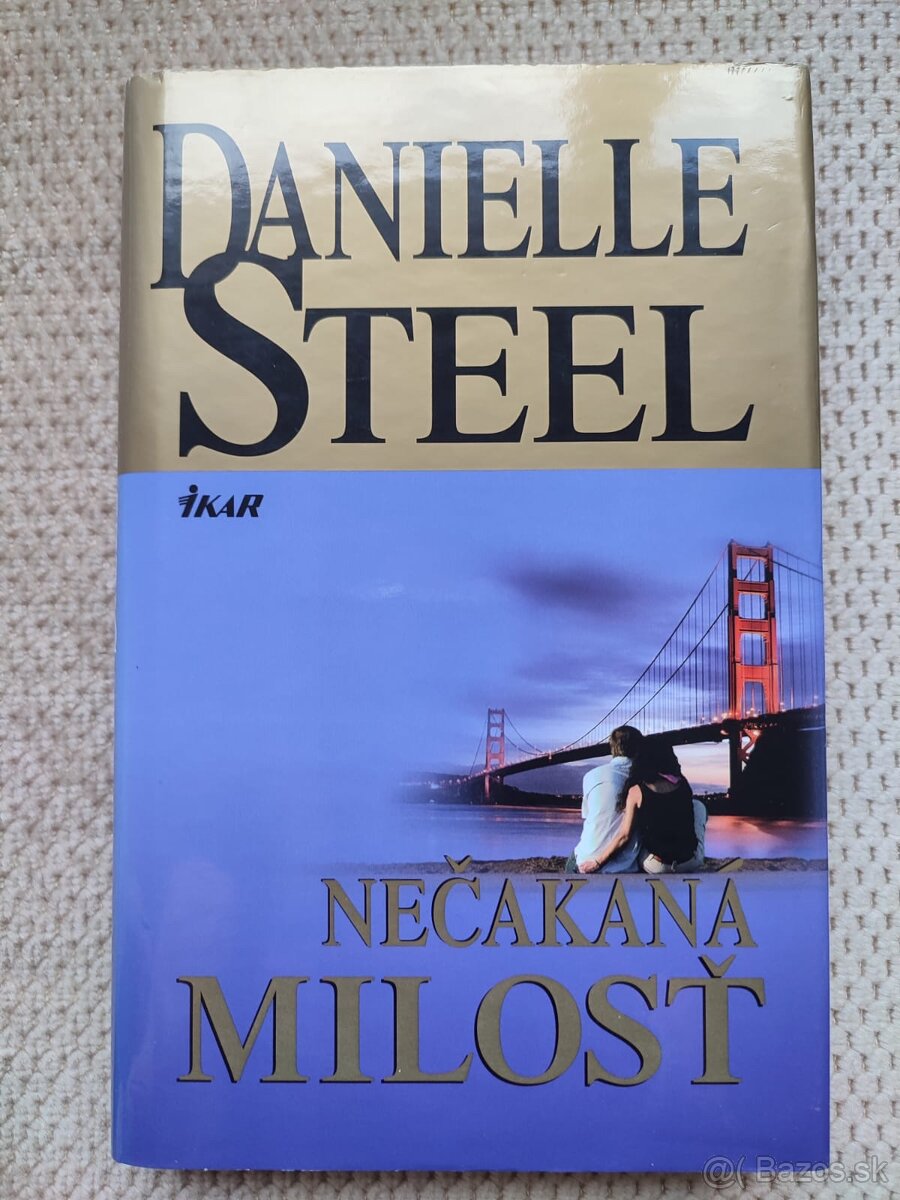 DANIELLE
STEEL
iKAR
NEČAKANÁ
MILOSŤ
@( Bazos.sk